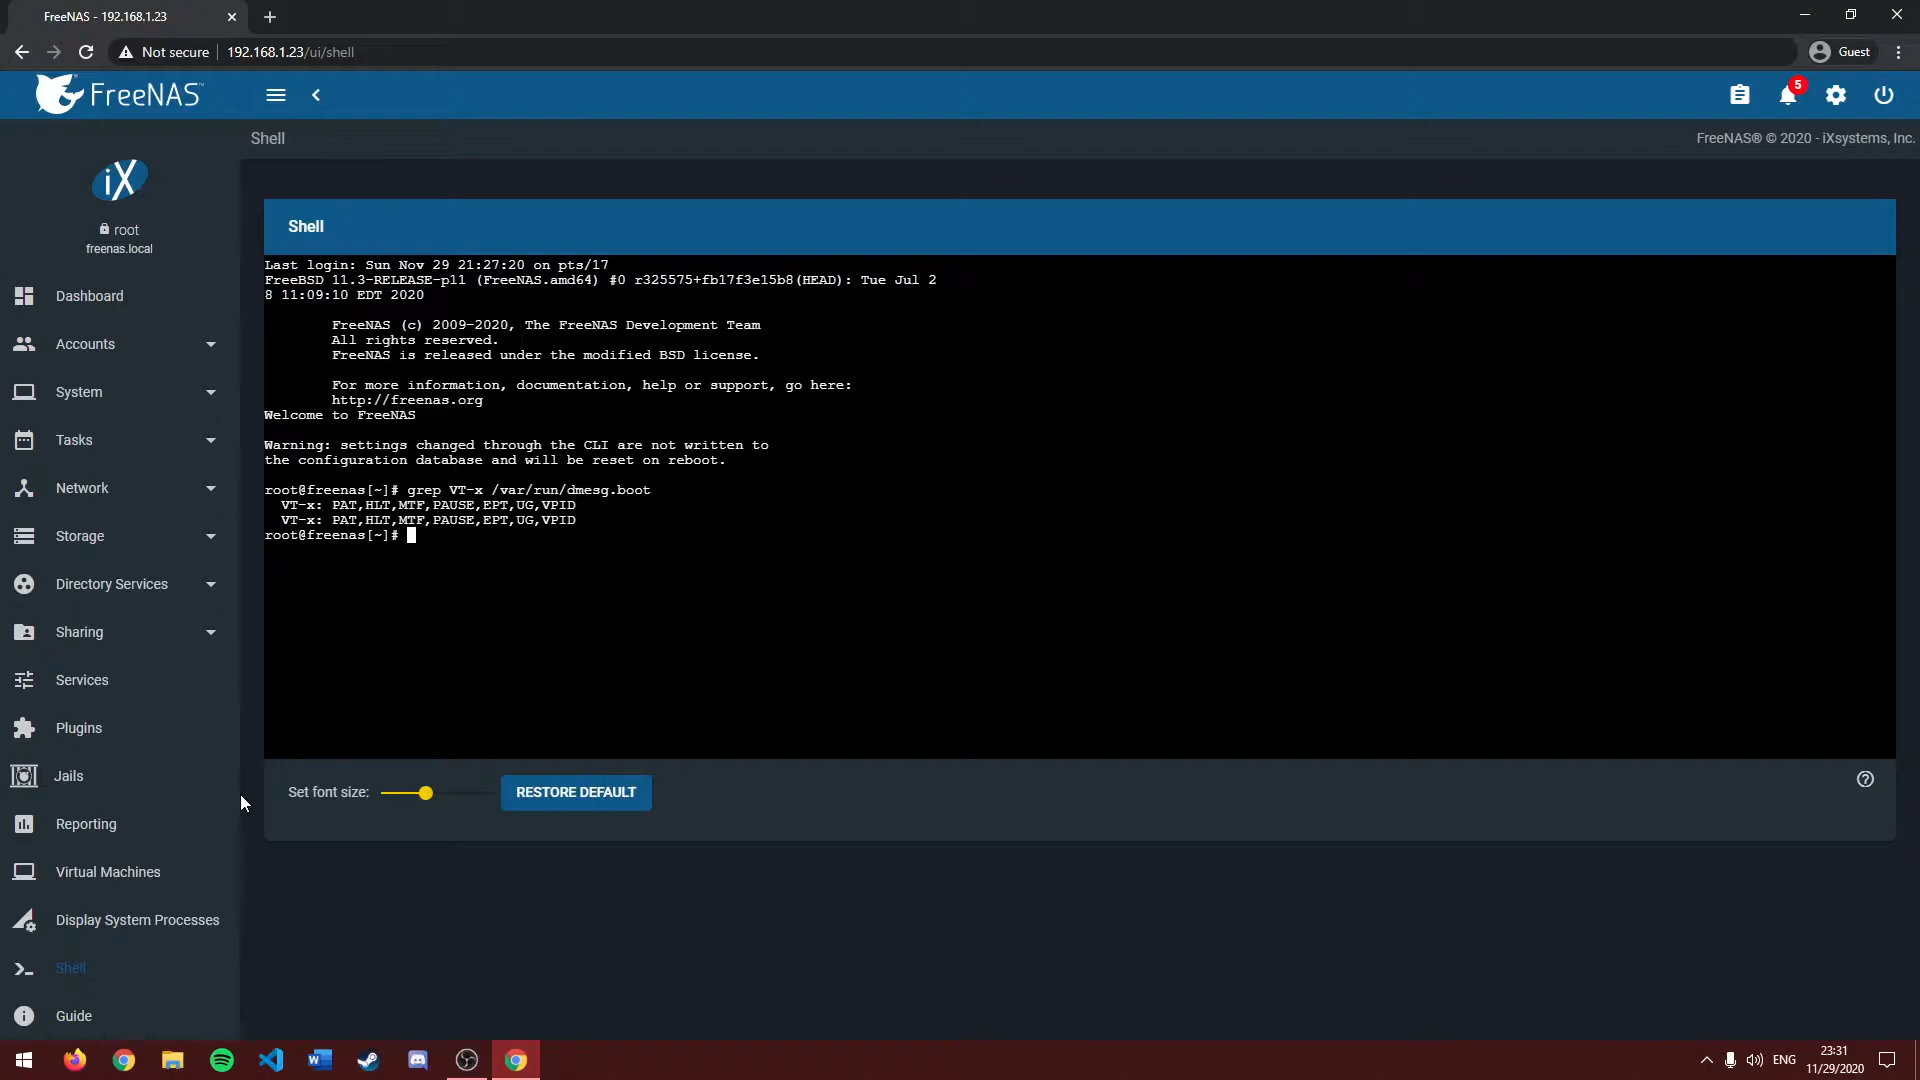 FreeNAS - 192.168.1.23
Not secure
192.168.1.23/ui/shell
Guest
FreeNAS™
5
Shell
FreeNAS® © 2020 - iXsystems, Inc.
iX
root
freenas.local
Dashboard
Accounts
System
Tasks
Network
Storage
Directory Services
Sharing
Services
Plugins
Jails
Reporting
Virtual Machines
Display System Processes
Shell
Guide
Shell
Last login: Sun Nov 29 21:27:20 on pts/17
FreeBSD 11.3-RELEASE-p11 (FreeNAS.amd64) #0 r325575+fb17f3e15b8(HEAD): Tue Jul 2
8 11:09:10 EDT 2020
FreeNAS (c) 2009-2020, The FreeNAS Development Team
All rights reserved.
FreeNAS is released under the modified BSD license.
For more information, documentation, help or support, go here:
http://freenas.org
Welcome to FreeNAS
Warning: settings changed through the CLI are not written to
the configuration database and will be reset on reboot.
root@freenas[~]# grep VT-x /var/run/dmesg.boot
VT-x: PAT,HLT,MTF,PAUSE,EPT,UG,VPID
VT-x: PAT,HLT,MTF,PAUSE,EPT,UG,VPID
root@freenas[~]#
Set font size:
RESTORE DEFAULT
ENG
23:31
11/29/2020